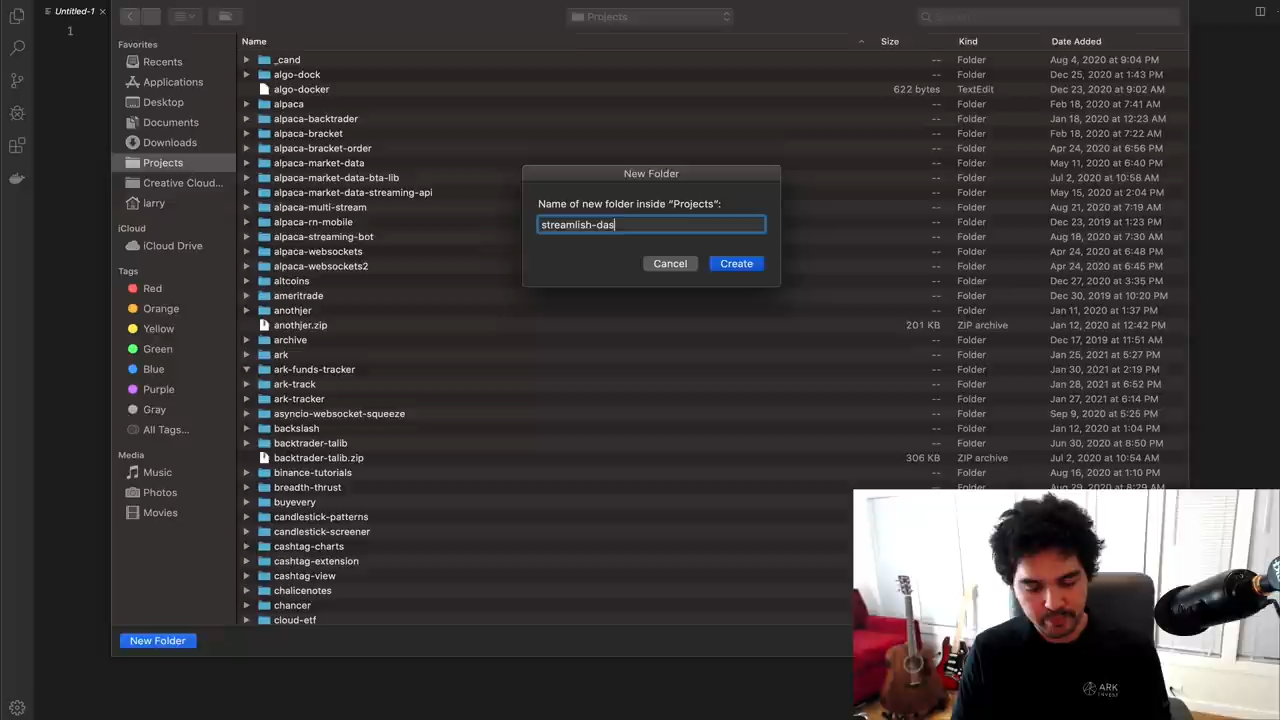 Untitled-1
1
Projects
Favorites
Recents
Applications
Desktop
Documents
Downloads
Projects
Creative Cloud...
larry
iCloud
iCloud Drive
Tags
Red
Orange
Yellow
Green
Blue
Purple
Gray
All Tags...
Media
Music
Photos
Movies
New Folder
Name Size Kind Date Added
_cand -- Folder Aug 4, 2020 at 9:04 PM
algo-dock -- Folder Dec 25, 2020 at 1:43 PM
algo-docker 622 bytes TextEdit Dec 23, 2020 at 9:02 AM
alpaca -- Folder Feb 18, 2020 at 7:41 AM
alpaca-backtrader -- Folder Jan 18, 2020 at 12:23 AM
alpaca-bracket -- Folder Feb 18, 2020 at 7:22 AM
alpaca-bracket-order -- Folder Apr 24, 2020 at 6:56 PM
alpaca-market-data -- Folder May 11, 2020 at 6:40 PM
alpaca-market-data-bta-lib -- Folder Jul 2, 2020 at 10:58 AM
alpaca-market-data-streaming-api -- Folder May 15, 2020 at 2:04 PM
alpaca-multi-stream -- Folder Aug 21, 2020 at 7:19 PM
alpaca-rn-mobile -- Folder Dec 23, 2019 at 1:23 PM
alpaca-streaming-bot -- Folder Aug 18, 2020 at 7:30 AM
alpaca-websockets -- Folder Apr 24, 2020 at 6:48 PM
alpaca-websockets2 -- Folder Apr 24, 2020 at 6:45 PM
altcoins -- Folder Dec 27, 2020 at 3:35 PM
ameritrade -- Folder Dec 30, 2019 at 10:20 PM
anothjer -- Folder Jan 11, 2020 at 1:37 PM
anothjer.zip 201 KB ZIP archive Jan 12, 2020 at 12:42 PM
archive -- Folder Dec 17, 2019 at 11:51 AM
ark -- Folder Jan 25, 2021 at 5:27 PM
ark-funds-tracker -- Folder Jan 30, 2021 at 2:19 PM
ark-track -- Folder Jan 28, 2021 at 6:52 PM
ark-tracker -- Folder Jan 27, 2021 at 6:14 PM
asyncio-websocket-squeeze -- Folder Sep 9, 2020 at 5:25 PM
backslash -- Folder Jan 12, 2020 at 1:04 PM
backtrader-talib -- Folder Jun 30, 2020 at 8:50 PM
backtrader-talib.zip 306 KB ZIP archive Jul 2, 2020 at 10:54 AM
binance-tutorials -- Folder Aug 16, 2020 at 1:10 PM
breadth-thrust -- Folder Aug 29, 2020 at 8:29 AM
buyevery
candlestick-patterns
candlestick-screener
cashtag-charts
cashtag-extension
cashtag-view
chalicenotes
chancer
cloud-etf
New Folder
Name of new folder inside “Projects”:
streamlish-das
Cancel Create
ARK
INVEST